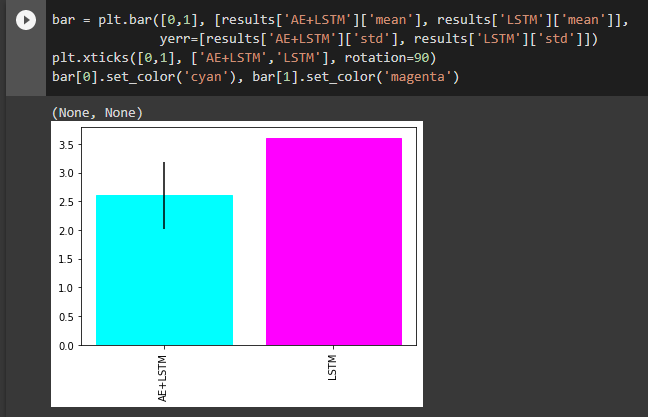 bar = plt.bar([0,1], [results['AE+LSTM']['mean'], results['LSTM']['mean']],
yerr=[results['AE+LSTM']['std'], results['LSTM']['std']])
plt.xticks([0,1], ['AE+LSTM','LSTM'], rotation=90)
bar[0].set_color('cyan'), bar[1].set_color('magenta')
(None, None)
3.5
3.0
2.5
2.0
1.5
1.0
0.5
0.0
AE+LSTM
LSTM